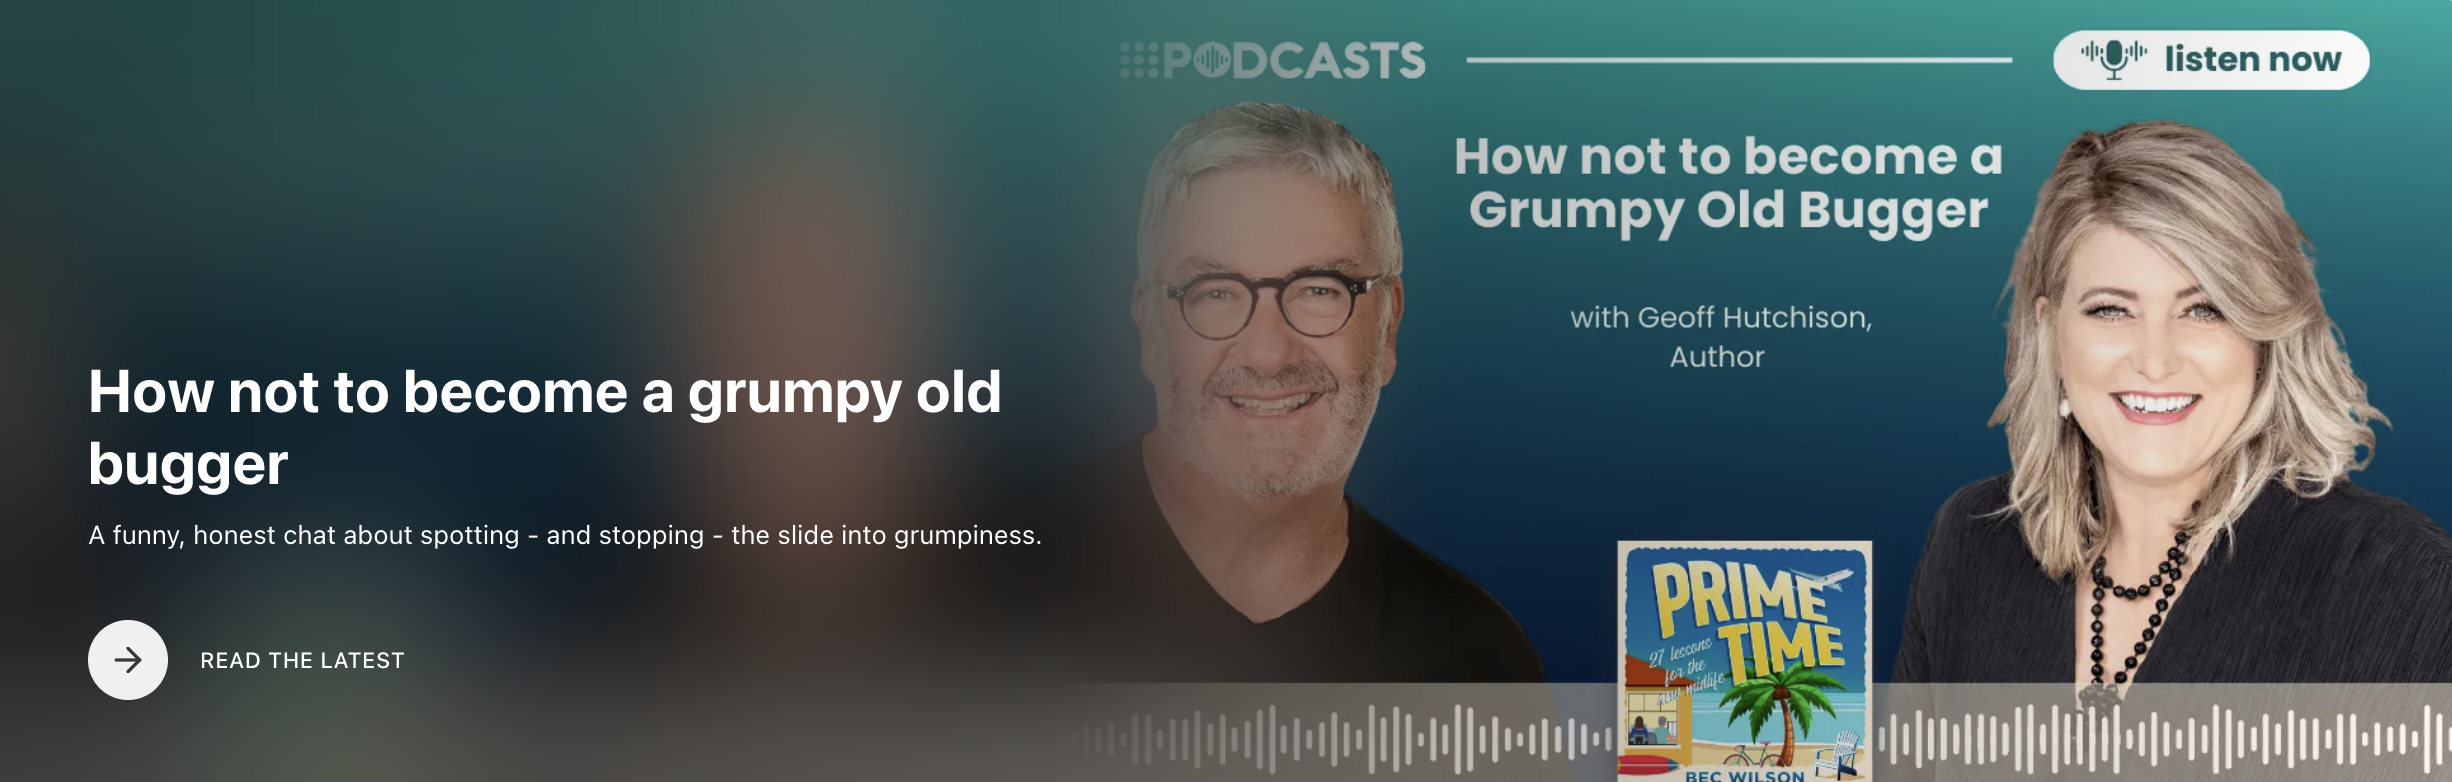 PODCASTS
listen now
How not to become a
Grumpy Old Bugger
with Geoff Hutchison,
Author
How not to become a grumpy old
bugger
A funny, honest chat about spotting - and stopping - the slide into grumpiness.
READ THE LATEST
PRIME
TIME
27 lessons
for the
new midlife
BEC WILSON